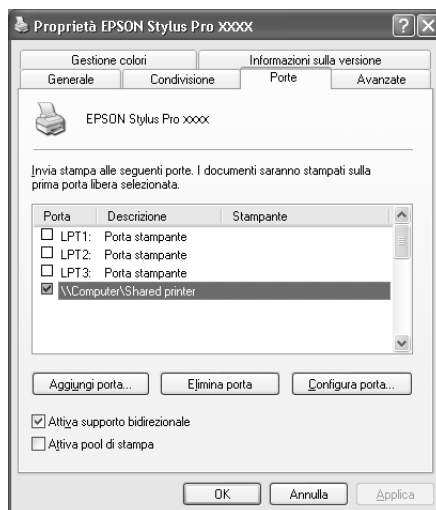 Proprietà EPSON Stylus Pro XXXX
Gestione colori Informazioni sulla versione
Generale Condivisione Porte Avanzate
EPSON Stylus Pro xxxx
Invia stampa alle seguenti porte. I documenti saranno stampati sulla
prima porta libera selezionata.
Porta Descrizione Stampante
LPT1: Porta stampante
LPT2: Porta stampante
LPT3: Porta stampante
\\Computer\Shared printer
Aggiungi porta... Elimina porta Configura porta...
Attiva supporto bidirezionale
Attiva pool di stampa
OK Annulla Applica